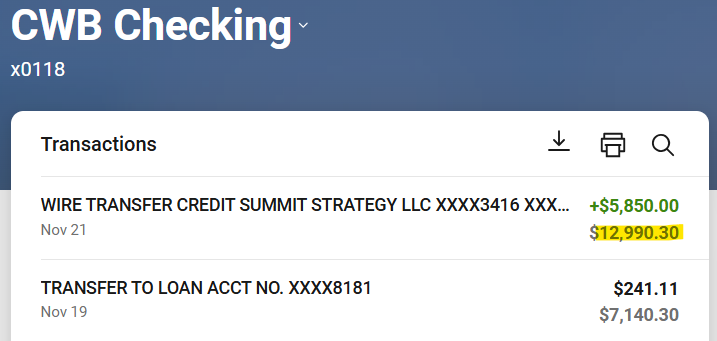 CWB Checking
x0118
Transactions
WIRE TRANSFER CREDIT SUMMIT STRATEGY LLC XXXX3416 XXX... +$5,850.00
Nov 21 $12,990.30
TRANSFER TO LOAN ACCT NO. XXXX8181 $241.11
Nov 19 $7,140.30